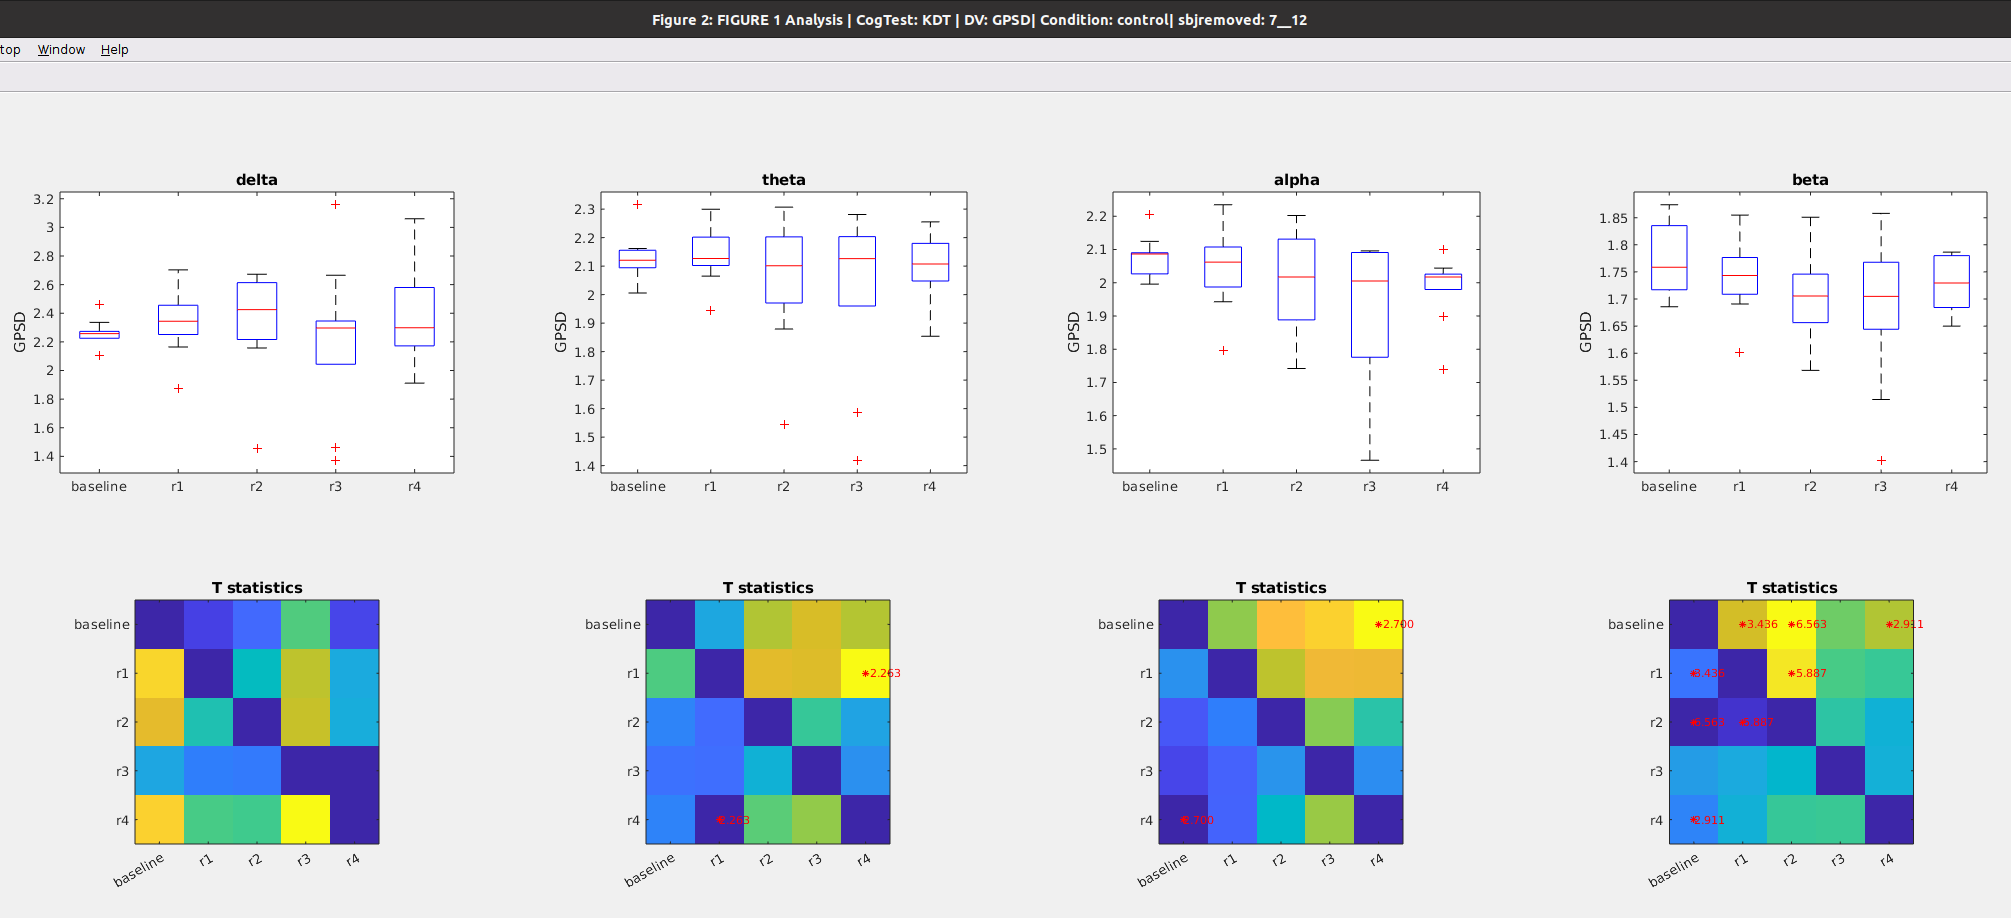 Figure 2: FIGURE 1 Analysis | CogTest: KDT | DV: GPSD| Condition: control| sbjremoved: 7__12
top Window Help
delta
GPSD
3.2
3
2.8
2.6
2.4
2.2
2
1.8
1.6
1.4
baseline r1 r2 r3 r4
theta
GPSD
2.3
2.2
2.1
2
1.9
1.8
1.7
1.6
1.5
1.4
baseline r1 r2 r3 r4
alpha
GPSD
2.2
2.1
2
1.9
1.8
1.7
1.6
1.5
baseline r1 r2 r3 r4
beta
GPSD
1.85
1.8
1.75
1.7
1.65
1.6
1.55
1.5
1.45
1.4
baseline r1 r2 r3 r4
T statistics
baseline
r1
r2
r3
r4
baseline r1 r2 r3 r4
T statistics
baseline
r1 *2.263
r2
r3
r4
baseline r1 r2 r3 r4
T statistics
baseline *2.700
r1
r2
r3
r4
baseline r1 r2 r3 r4
T statistics
baseline *3.436 *6.563 *2.911
r1 *5.887
r2
r3
r4 2.911
baseline r1 r2 r3 r4